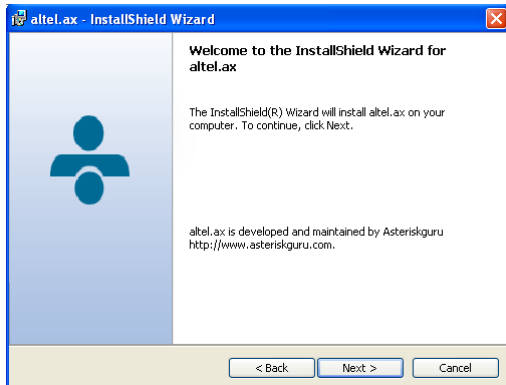 altel.ax - InstallShield Wizard
Welcome to the InstallShield Wizard for
altel.ax
The InstallShield(R) Wizard will install altel.ax on your
computer. To continue, click Next.
altel.ax is developed and maintained by Asteriskguru
http://www.asteriskguru.com.
< Back
Next >
Cancel